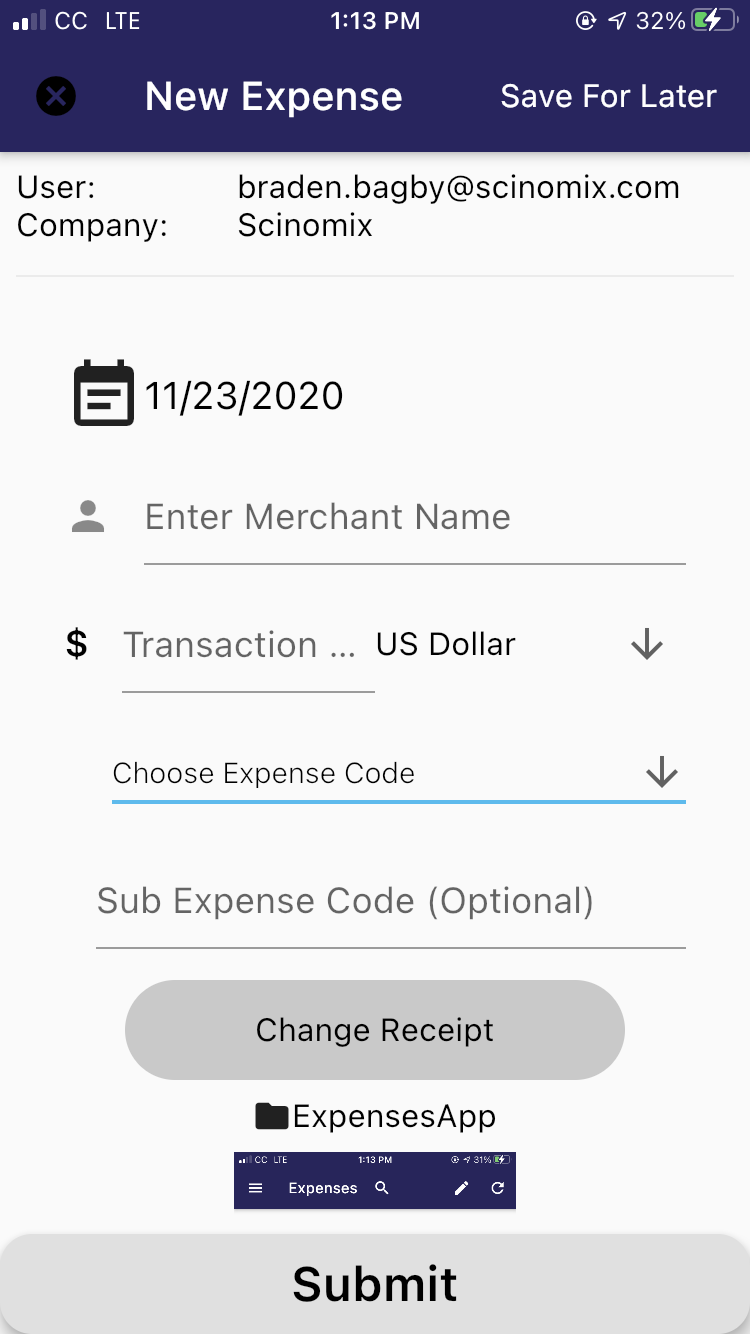 CC LTE 1:13 PM 32%
New Expense Save For Later
User: braden.bagby@scinomix.com
Company: Scinomix
11/23/2020
Enter Merchant Name
$ Transaction ... US Dollar
Choose Expense Code
Sub Expense Code (Optional)
Change Receipt
ExpensesApp
CC LTE 1:13 PM 31%
Expenses
Submit